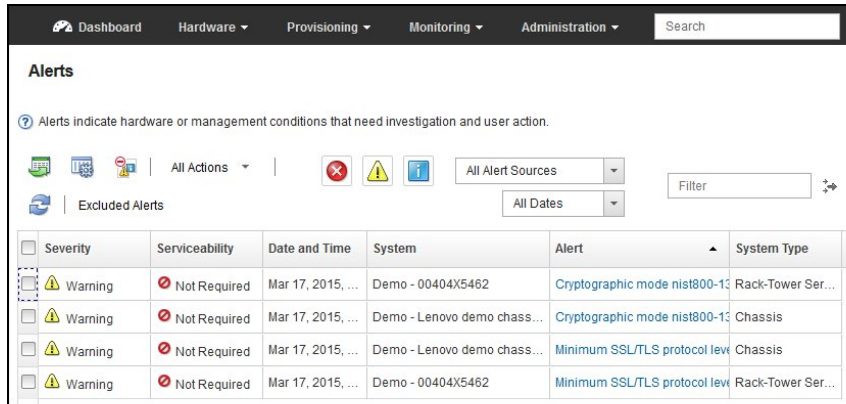 Dashboard Hardware Provisioning Monitoring Administration Search
Alerts
? Alerts indicate hardware or management conditions that need investigation and user action.
All Actions All Alert Sources
Filter
Excluded Alerts All Dates
Severity Serviceability Date and Time System Alert System Type
Warning Not Required Mar 17, 2015, ... Demo - 00404X5462 Cryptographic mode nist800-13 Rack-Tower Ser...
Warning Not Required Mar 17, 2015, ... Demo - Lenovo demo chass... Cryptographic mode nist800-13 Chassis
Warning Not Required Mar 17, 2015, ... Demo - Lenovo demo chass... Minimum SSL/TLS protocol leve Chassis
Warning Not Required Mar 17, 2015, ... Demo - 00404X5462 Minimum SSL/TLS protocol leve Rack-Tower Ser...